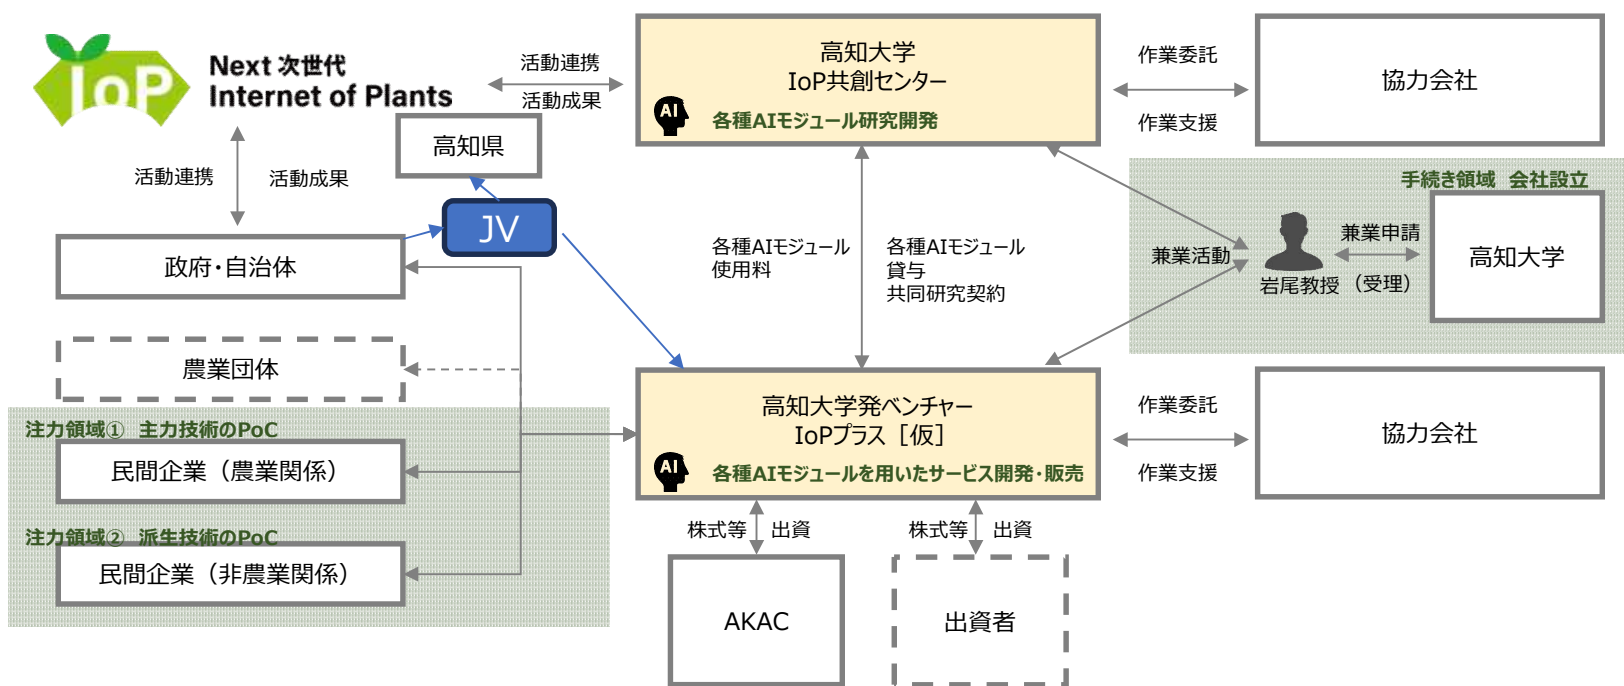 IoP
Next 次世代
Internet of Plants
活動連携
活動成果
高知大学
IoP共創センター
AI
各種AIモジュール研究開発
作業委託
作業支援
協力会社
高知県
活動連携
活動成果
JV
手続き領域 会社設立
政府・自治体
各種AIモジュール
使用料
各種AIモジュール
貸与
共同研究契約
兼業活動
岩尾教授
兼業申請
（受理）
高知大学
農業団体
注力領域① 主力技術のPoC
民間企業（農業関係）
高知大学発ベンチャー
IoPプラス［仮］
AI
各種AIモジュールを用いたサービス開発・販売
作業委託
作業支援
協力会社
注力領域② 派生技術のPoC
民間企業（非農業関係）
株式等
出資
株式等
出資
AKAC
出資者